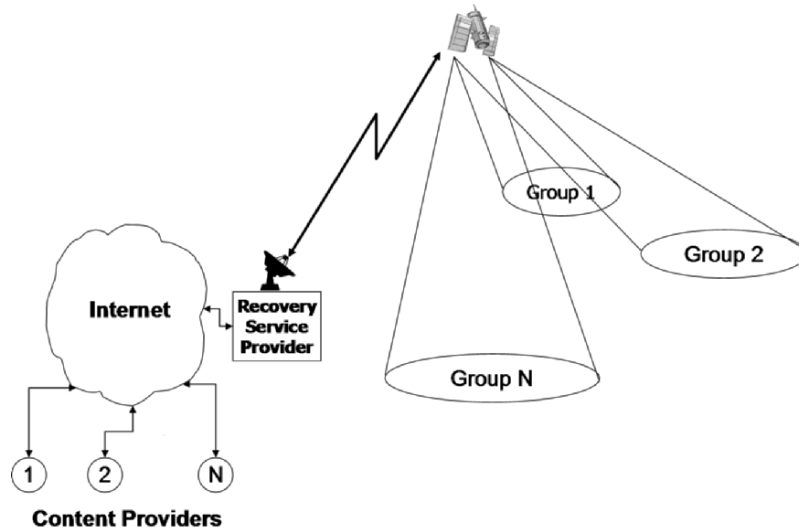 Group 1
Group 2
Internet
Recovery
Service
Provider
Group N
1
2
N
Content Providers